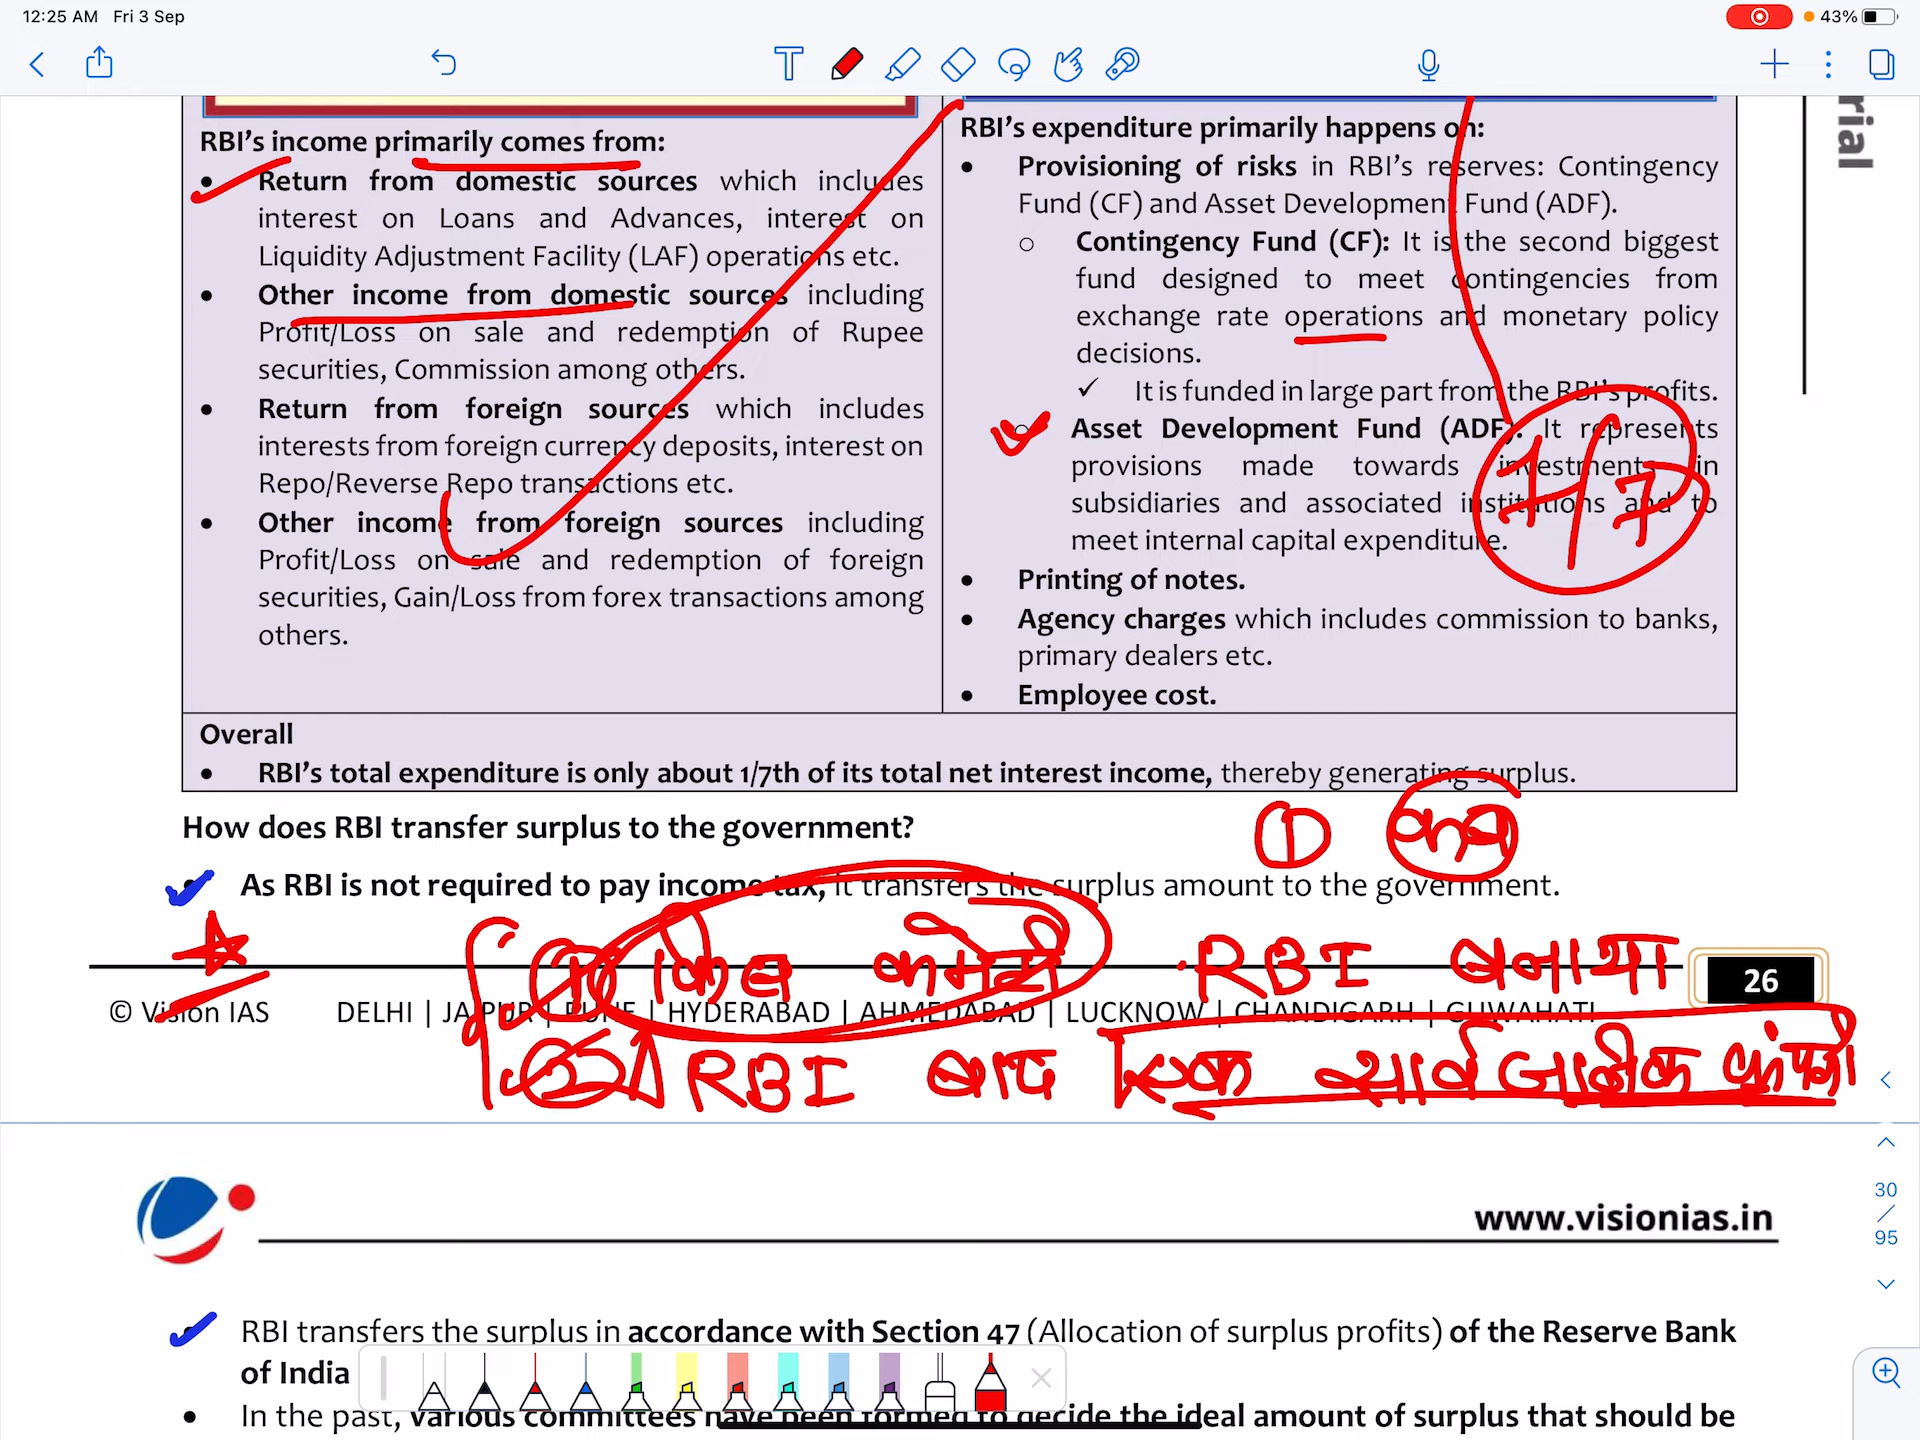 12:25 AM Fri 3 Sep
43%
rial
RBI's income primarily comes from:
• Return from domestic sources which includes
interest on Loans and Advances, interest on
Liquidity Adjustment Facility (LAF) operations etc.
• Other income from domestic sources including
Profit/Loss on sale and redemption of Rupee
securities, Commission among others.
• Return from foreign sources which includes
interests from foreign currency deposits, interest on
Repo/Reverse Repo transactions etc.
• Other income from foreign sources including
Profit/Loss on sale and redemption of foreign
securities, Gain/Loss from forex transactions among
others.
RBI's expenditure primarily happens on:
• Provisioning of risks in RBI's reserves: Contingency
Fund (CF) and Asset Development Fund (ADF).
○ Contingency Fund (CF): It is the second biggest
fund designed to meet contingencies from
exchange rate operations and monetary policy
decisions.
✓ It is funded in large part from the RBI's profits.
○ Asset Development Fund (ADF): It represents
provisions made towards investments in
subsidiaries and associated institutions and to
meet internal capital expenditure.
• Printing of notes.
• Agency charges which includes commission to banks,
primary dealers etc.
• Employee cost.
Overall
• RBI's total expenditure is only about 1/7th of its total net interest income, thereby generating surplus.
How does RBI transfer surplus to the government?
①
• As RBI is not required to pay income tax, it transfers the surplus amount to the government.
RBI बनाया
26
© Vision IAS DELHI | JAIPUR | PUNE | HYDERABAD | AHMEDABAD | LUCKNOW | CHANDIGARH | GUWAHATI
② RBI बाद एक सार्वजानिक कंपनी
30
/
95
www.visionias.in
• RBI transfers the surplus in accordance with Section 47 (Allocation of surplus profits) of the Reserve Bank
of India
• In the past, various committees have been formed to decide the ideal amount of surplus that should be